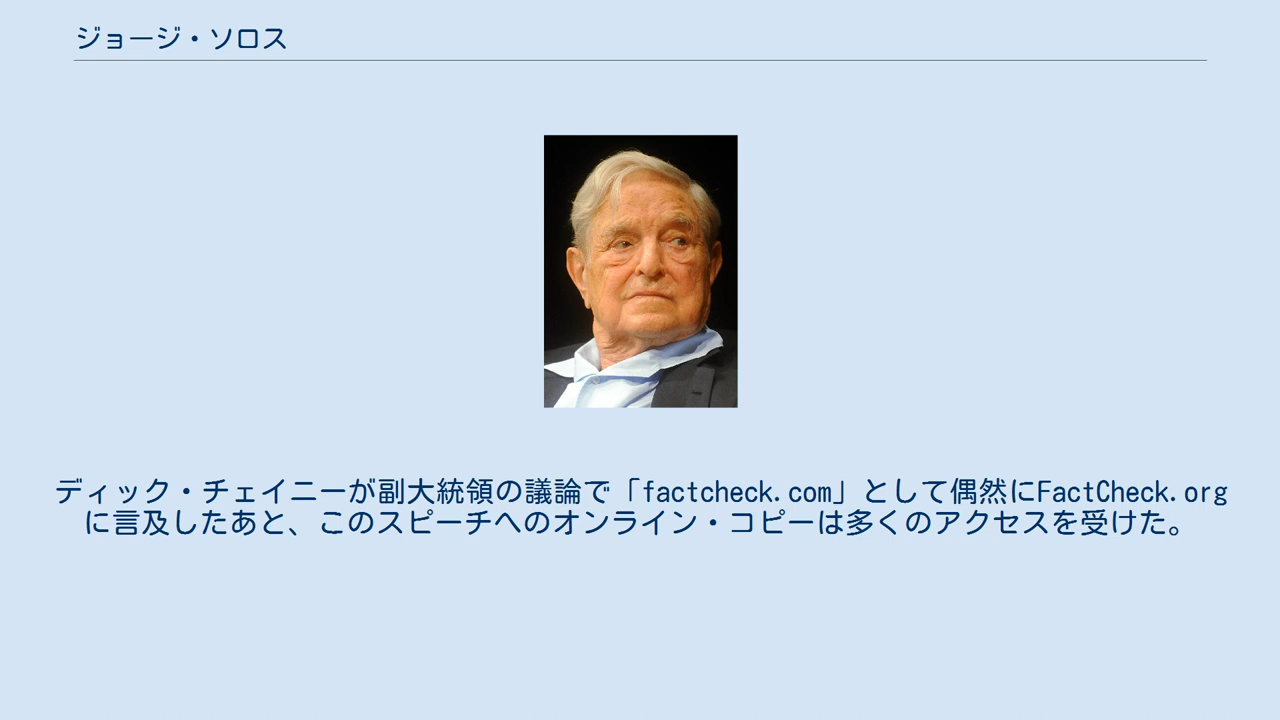 ジョージ・ソロス
ディック・チェイニーが副大統領の議論で「factcheck.com」として偶然にFactCheck.org
に言及したあと、このスピーチへのオンライン・コピーは多くのアクセスを受けた。